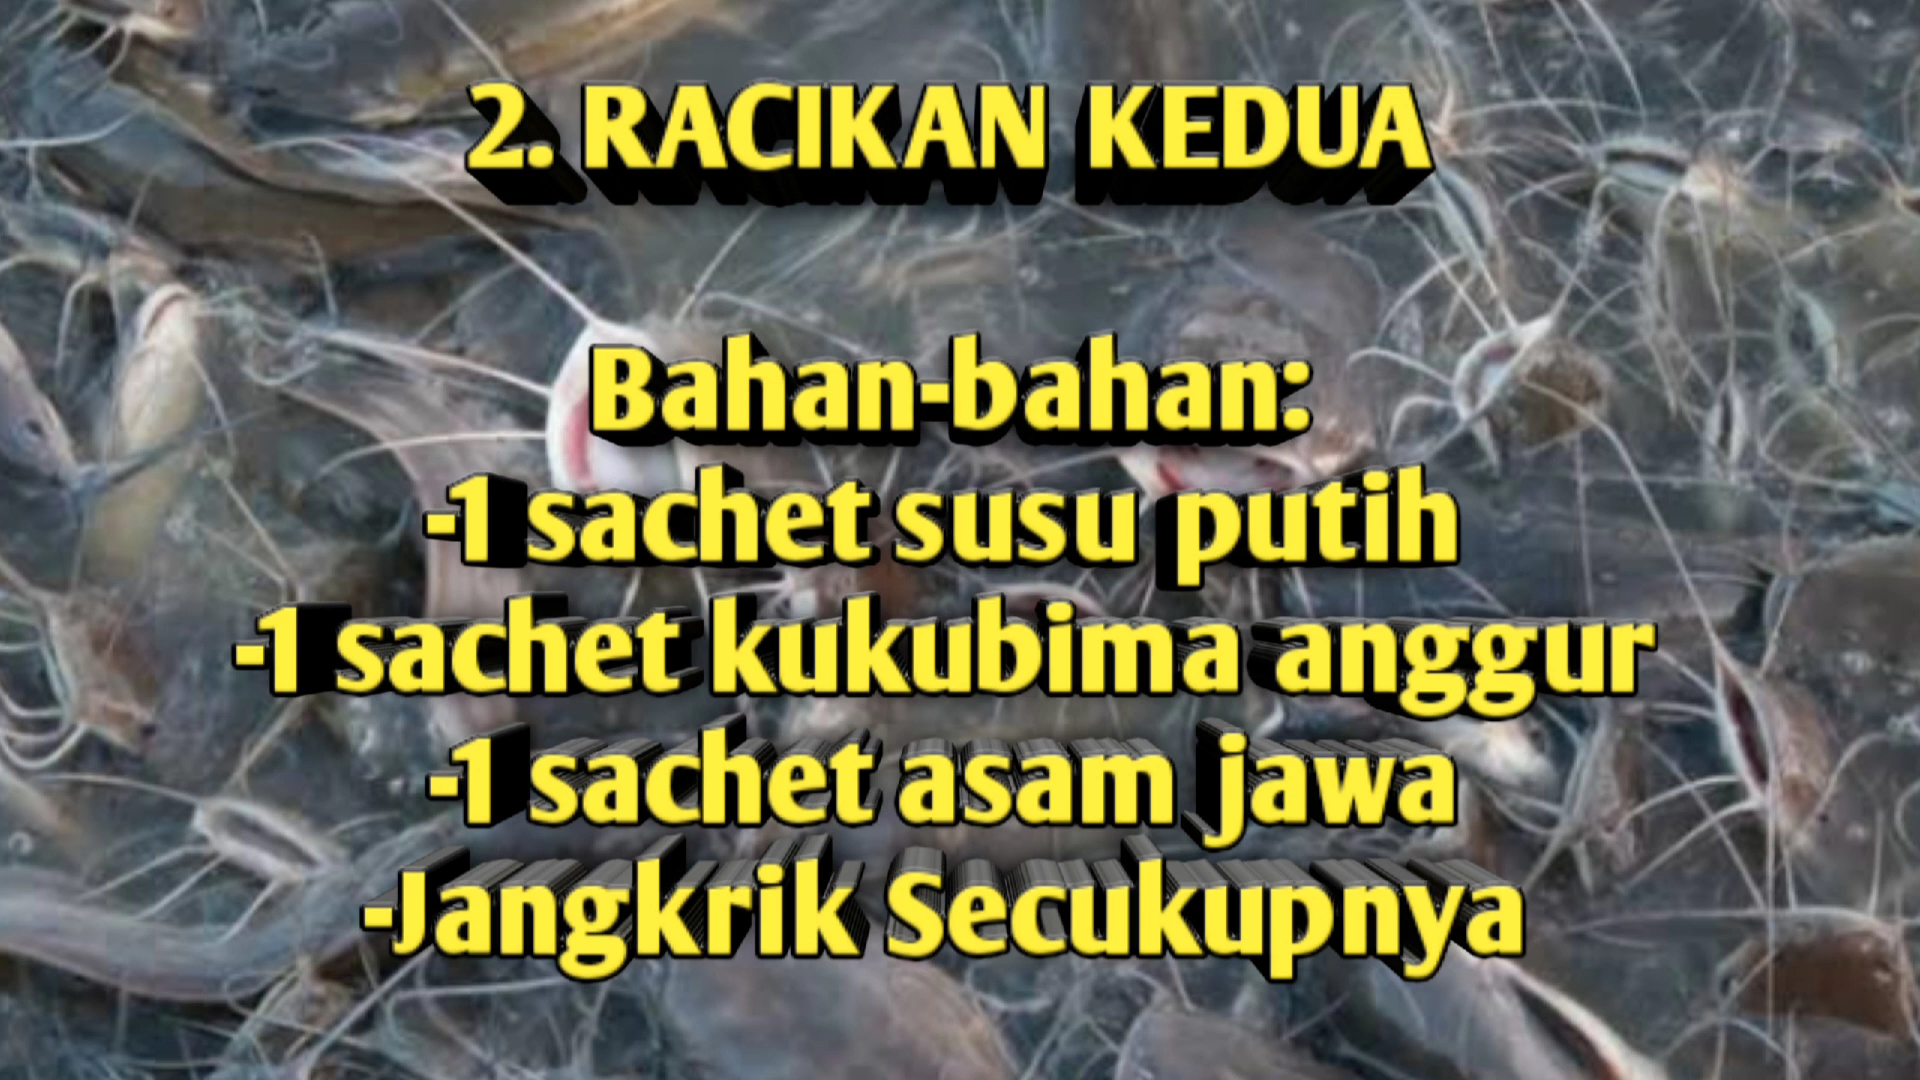 2. RACIKAN KEDUA
Bahan-bahan:
-1 sachet susu putih
-1 sachet kukubima anggur
-1 sachet asam jawa
-Jangkrik Secukupnya